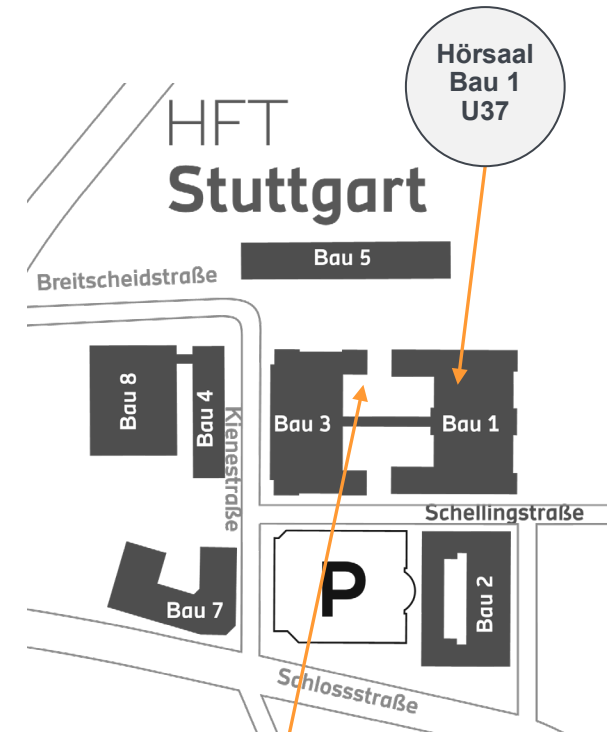 Hörsaal
Bau 1
U37
HFT
Stuttgart
Bau 5
Breitscheidstraße
Bau 8
Bau 4
Kienestraße
Bau 3
Bau 1
Schellingstraße
P
Bau 2
Bau 7
Schlossstraße